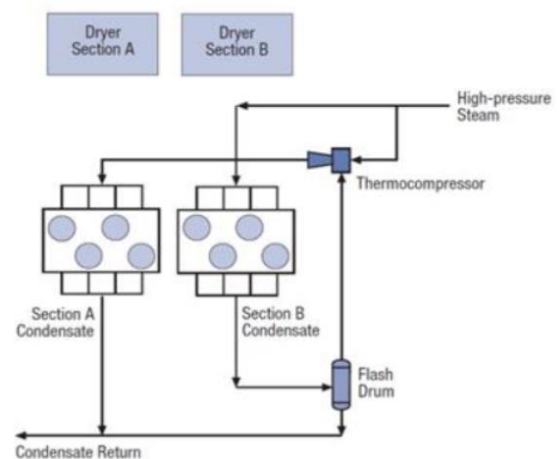 Dryer
Section A
Dryer
Section B
High-pressure
Steam
Thermocompressor
Section A
Condensate
Section B
Condensate
Flash
Drum
Condensate Return